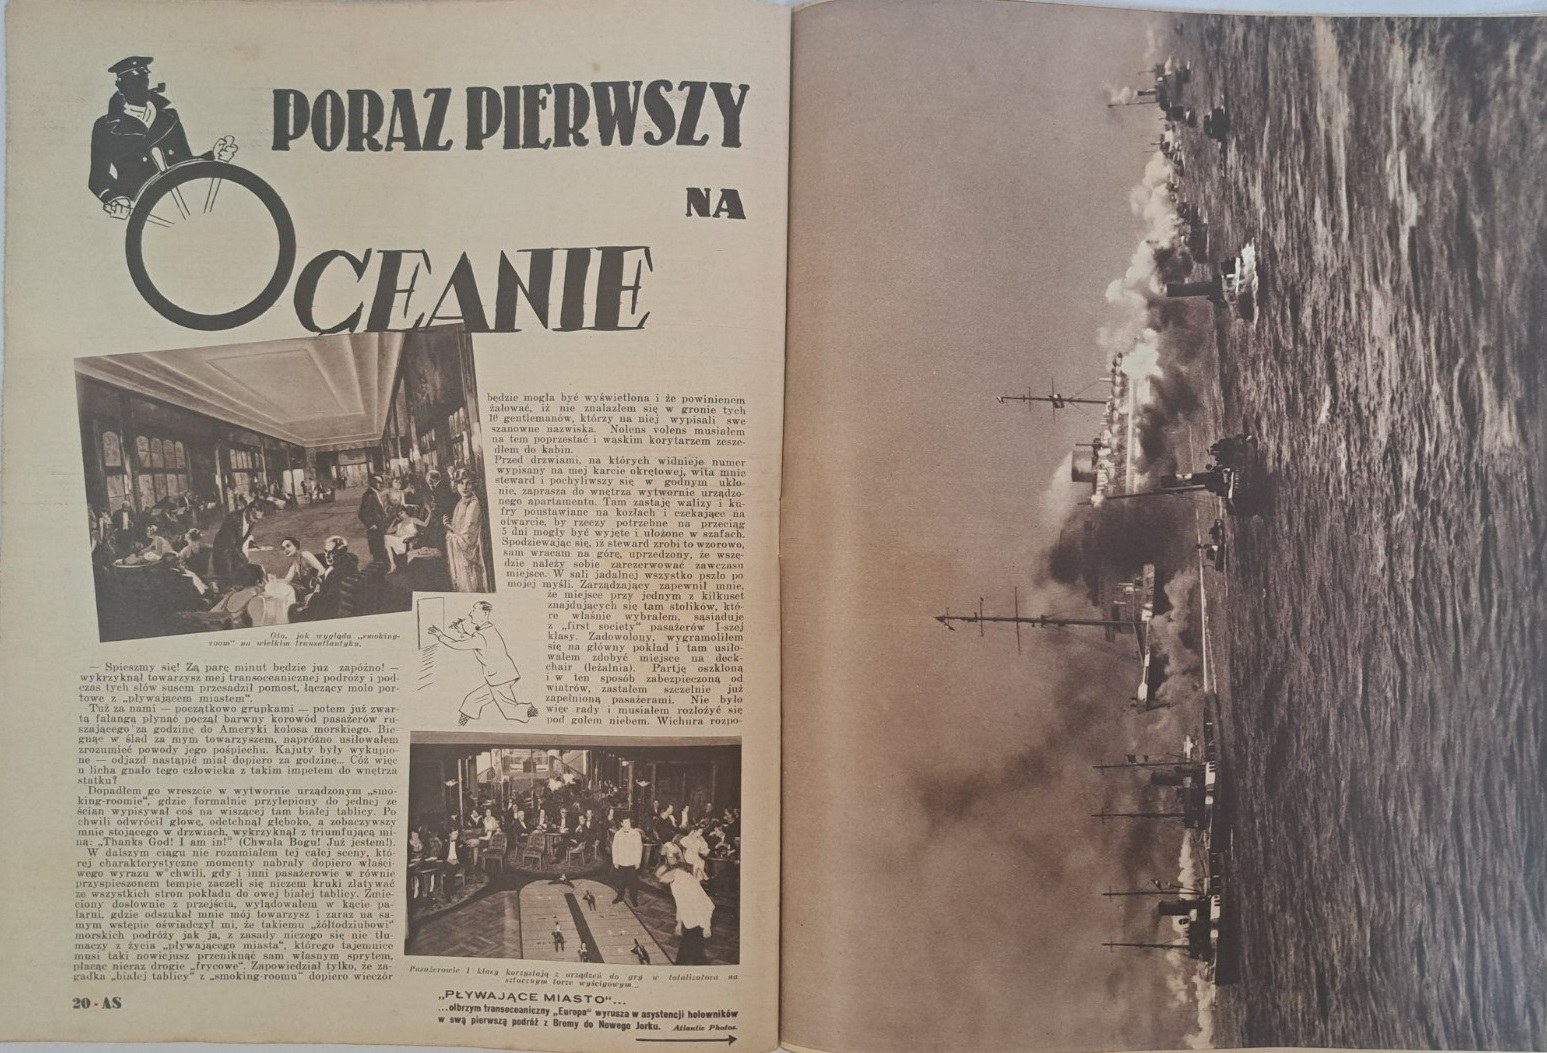 PORAZ PIERWSZY
NA
OCEANIE
Oto, jak wygląda „smoking-
room“ na wielkim transatlantyku.
— Spieszmy się! Za parę minut będzie już zapóźno! —
wykrzyknął towarzysz mej transoceanicznej podróży i pod-
czas tych słów susem przesadził pomost, łączący molo por-
towe z „pływającem miastem“.
Tuż za nami — początkowo grupkami — potem już zwar-
tą falangą płynąć począł barwny korowód pasażerów ru-
szającego za godzinę do Ameryki kolosa morskiego. Bie-
gnąc w ślad za mym towarzyszem, napróżno usiłowałem
zrozumieć powody jego pośpiechu. Kajuty były wykupio-
ne — odjazd nastąpić miał dopiero za godzinę... Cóż więc
u licha gnało tego człowieka z takim impetem do wnętrza
statku?
Dopadłem go wreszcie w wytwornie urządzonym „smo-
king-roomie“, gdzie formalnie przylepiony do jednej ze
ścian wypisywał coś na wiszącej tam białej tablicy. Po
chwili odwrócił głowę, odetchnął głęboko, a zobaczywszy
mnie stojącego w drzwiach, wykrzyknął z triumfującą mi-
ną: „Thanks God! I am in!“ (Chwała Bogu! Już jestem!).
W dalszym ciągu nie rozumiałem tej całej sceny, któ-
rej charakterystyczne momenty nabrały dopiero właści-
wego wyrazu w chwili, gdy i inni pasażerowie w równie
przyspieszonem tempie zaczęli się niczem kruki zlatywać
ze wszystkich stron pokładu do owej białej tablicy. Zmie-
ciony dosłownie z przejścia, wylądowałem w kącie pa-
larni, gdzie odszukał mnie mój towarzysz i zaraz na sa-
mym wstępie oświadczył mi, że takiemu „żółtodziubowi“
morskich podróży jak ja, z zasady niczego się nie tłu-
maczy z życia „pływającego miasta“, którego tajemnice
musi taki nowicjusz przeniknąć sam własnym sprytem,
płacąc nieraz drogie „frycowe“. Zapowiedział tylko, że za-
gadka „białej tablicy“ z „smoking-roomu“ dopiero wieczór
20 - AS
będzie mogła być wyświetlona i że powinienem
żałować, iż nie znalazłem się w gronie tych
10 gentlemanów, którzy na niej wypisali swe
szanowne nazwiska. Nolens volens musiałem
na tem poprzestać i wąskim korytarzem zesze-
dłem do kabin.
Przed drzwiami, na których widnieje numer
wypisany na mej karcie okrętowej, wita mnie
steward i pochyliwszy się w godnym ukło-
nie, zaprasza do wnętrza wytwornie urządzo-
nego apartamentu. Tam zastaję walizy i ku-
fry poustawiane na kozłach i czekające na
otwarcie, by rzeczy potrzebne na przeciąg
5 dni mogły być wyjęte i ułożone w szafach.
Spodziewając się, iż steward zrobi to wzorowo,
sam wracam na górę, uprzedzony, że wszę-
dzie należy sobie zarezerwować zawczasu
miejsce. W sali jadalnej wszystko poszło po
mojej myśli. Zarządzający zapewnił mnie,
że miejsce przy jednym z kilkuset
znajdujących się tam stolików, któ-
re właśnie wybrałem, sąsiaduje
z „first society“ pasażerów I-szej
klasy. Zadowolony, wygramoliłem
się na główny pokład i tam usiło-
wałem zdobyć miejsce na deck-
chair (leżalnia). Partję oszkloną
i w ten sposób zabezpieczoną od
wiatrów, zastałem szczelnie już
zapełnioną pasażerami. Nie było
więc rady i musiałem rozłożyć się
pod gołem niebem. Wichura rozpo-
Pasażerowie I klasy korzystają z urządzeń do gry w totalizatora na
sztucznym torze wyścigowym...
„PŁYWAJĄCE MIASTO“...
...olbrzym transoceaniczny „Europa“ wyrusza w asystencji holowników
w swą pierwszą podróż z Bremy do Nowego Jorku. Atlantic Photos.